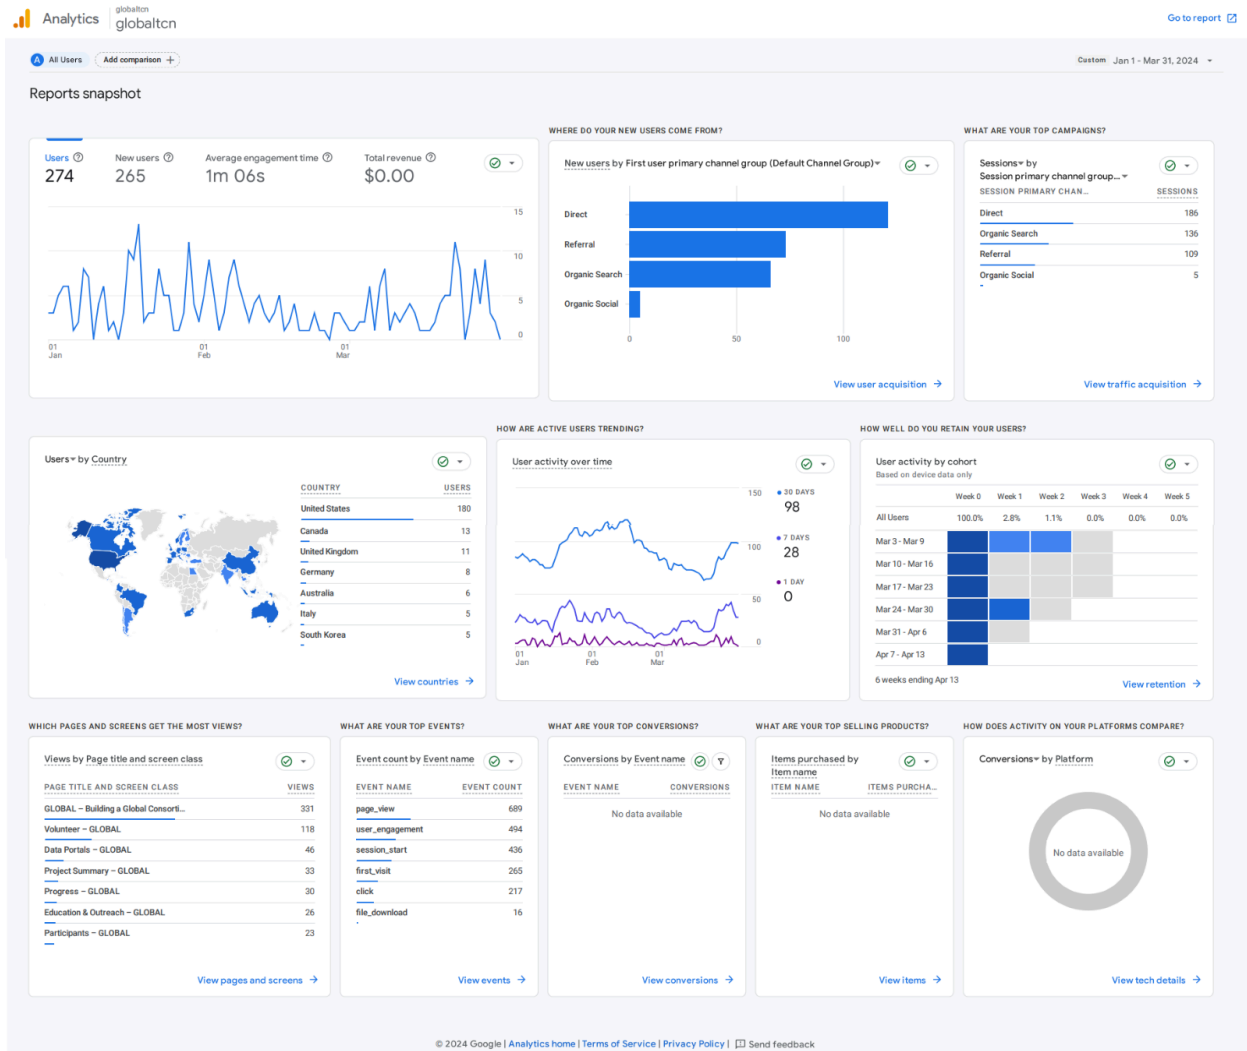 Analytics
globaltcn
globaltcn
Go to report
A All Users
Add comparison +
Custom Jan 1 - Mar 31, 2024
Reports snapshot
Users
New users
Average engagement time
Total revenue
274
265
1m 06s
$0.00
15
10
5
0
01 Jan
01 Feb
01 Mar
WHERE DO YOUR NEW USERS COME FROM?
New users by First user primary channel group (Default Channel Group)
Direct
Referral
Organic Search
Organic Social
0 50 100
View user acquisition
WHAT ARE YOUR TOP CAMPAIGNS?
Sessions by
Session primary channel group...
SESSION PRIMARY CHAN... SESSIONS
Direct 186
Organic Search 136
Referral 109
Organic Social 5
View traffic acquisition
Users by Country
COUNTRY USERS
United States 180
Canada 13
United Kingdom 11
Germany 8
Australia 6
Italy 5
South Korea 5
View countries
HOW ARE ACTIVE USERS TRENDING?
User activity over time
150
100
50
0
01 Jan
01 Feb
01 Mar
30 DAYS
98
7 DAYS
28
1 DAY
0
HOW WELL DO YOU RETAIN YOUR USERS?
User activity by cohort
Based on device data only
Week 0 Week 1 Week 2 Week 3 Week 4 Week 5
All Users 100.0% 2.8% 1.1% 0.0% 0.0% 0.0%
Mar 3 - Mar 9
Mar 10 - Mar 16
Mar 17 - Mar 23
Mar 24 - Mar 30
Mar 31 - Apr 6
Apr 7 - Apr 13
6 weeks ending Apr 13
View retention
WHICH PAGES AND SCREENS GET THE MOST VIEWS?
Views by Page title and screen class
PAGE TITLE AND SCREEN CLASS VIEWS
GLOBAL – Building a Global Consorti... 331
Volunteer – GLOBAL 118
Data Portals – GLOBAL 46
Project Summary – GLOBAL 33
Progress – GLOBAL 30
Education & Outreach – GLOBAL 26
Participants – GLOBAL 23
View pages and screens
WHAT ARE YOUR TOP EVENTS?
Event count by Event name
EVENT NAME EVENT COUNT
page_view 689
user_engagement 494
session_start 436
first_visit 265
click 217
file_download 16
View events
WHAT ARE YOUR TOP CONVERSIONS?
Conversions by Event name
EVENT NAME CONVERSIONS
No data available
View conversions
WHAT ARE YOUR TOP SELLING PRODUCTS?
Items purchased by
Item name
ITEM NAME ITEMS PURCHA...
No data available
View items
HOW DOES ACTIVITY ON YOUR PLATFORMS COMPARE?
Conversions by Platform
No data available
View tech details
© 2024 Google | Analytics home | Terms of Service | Privacy Policy | Send feedback